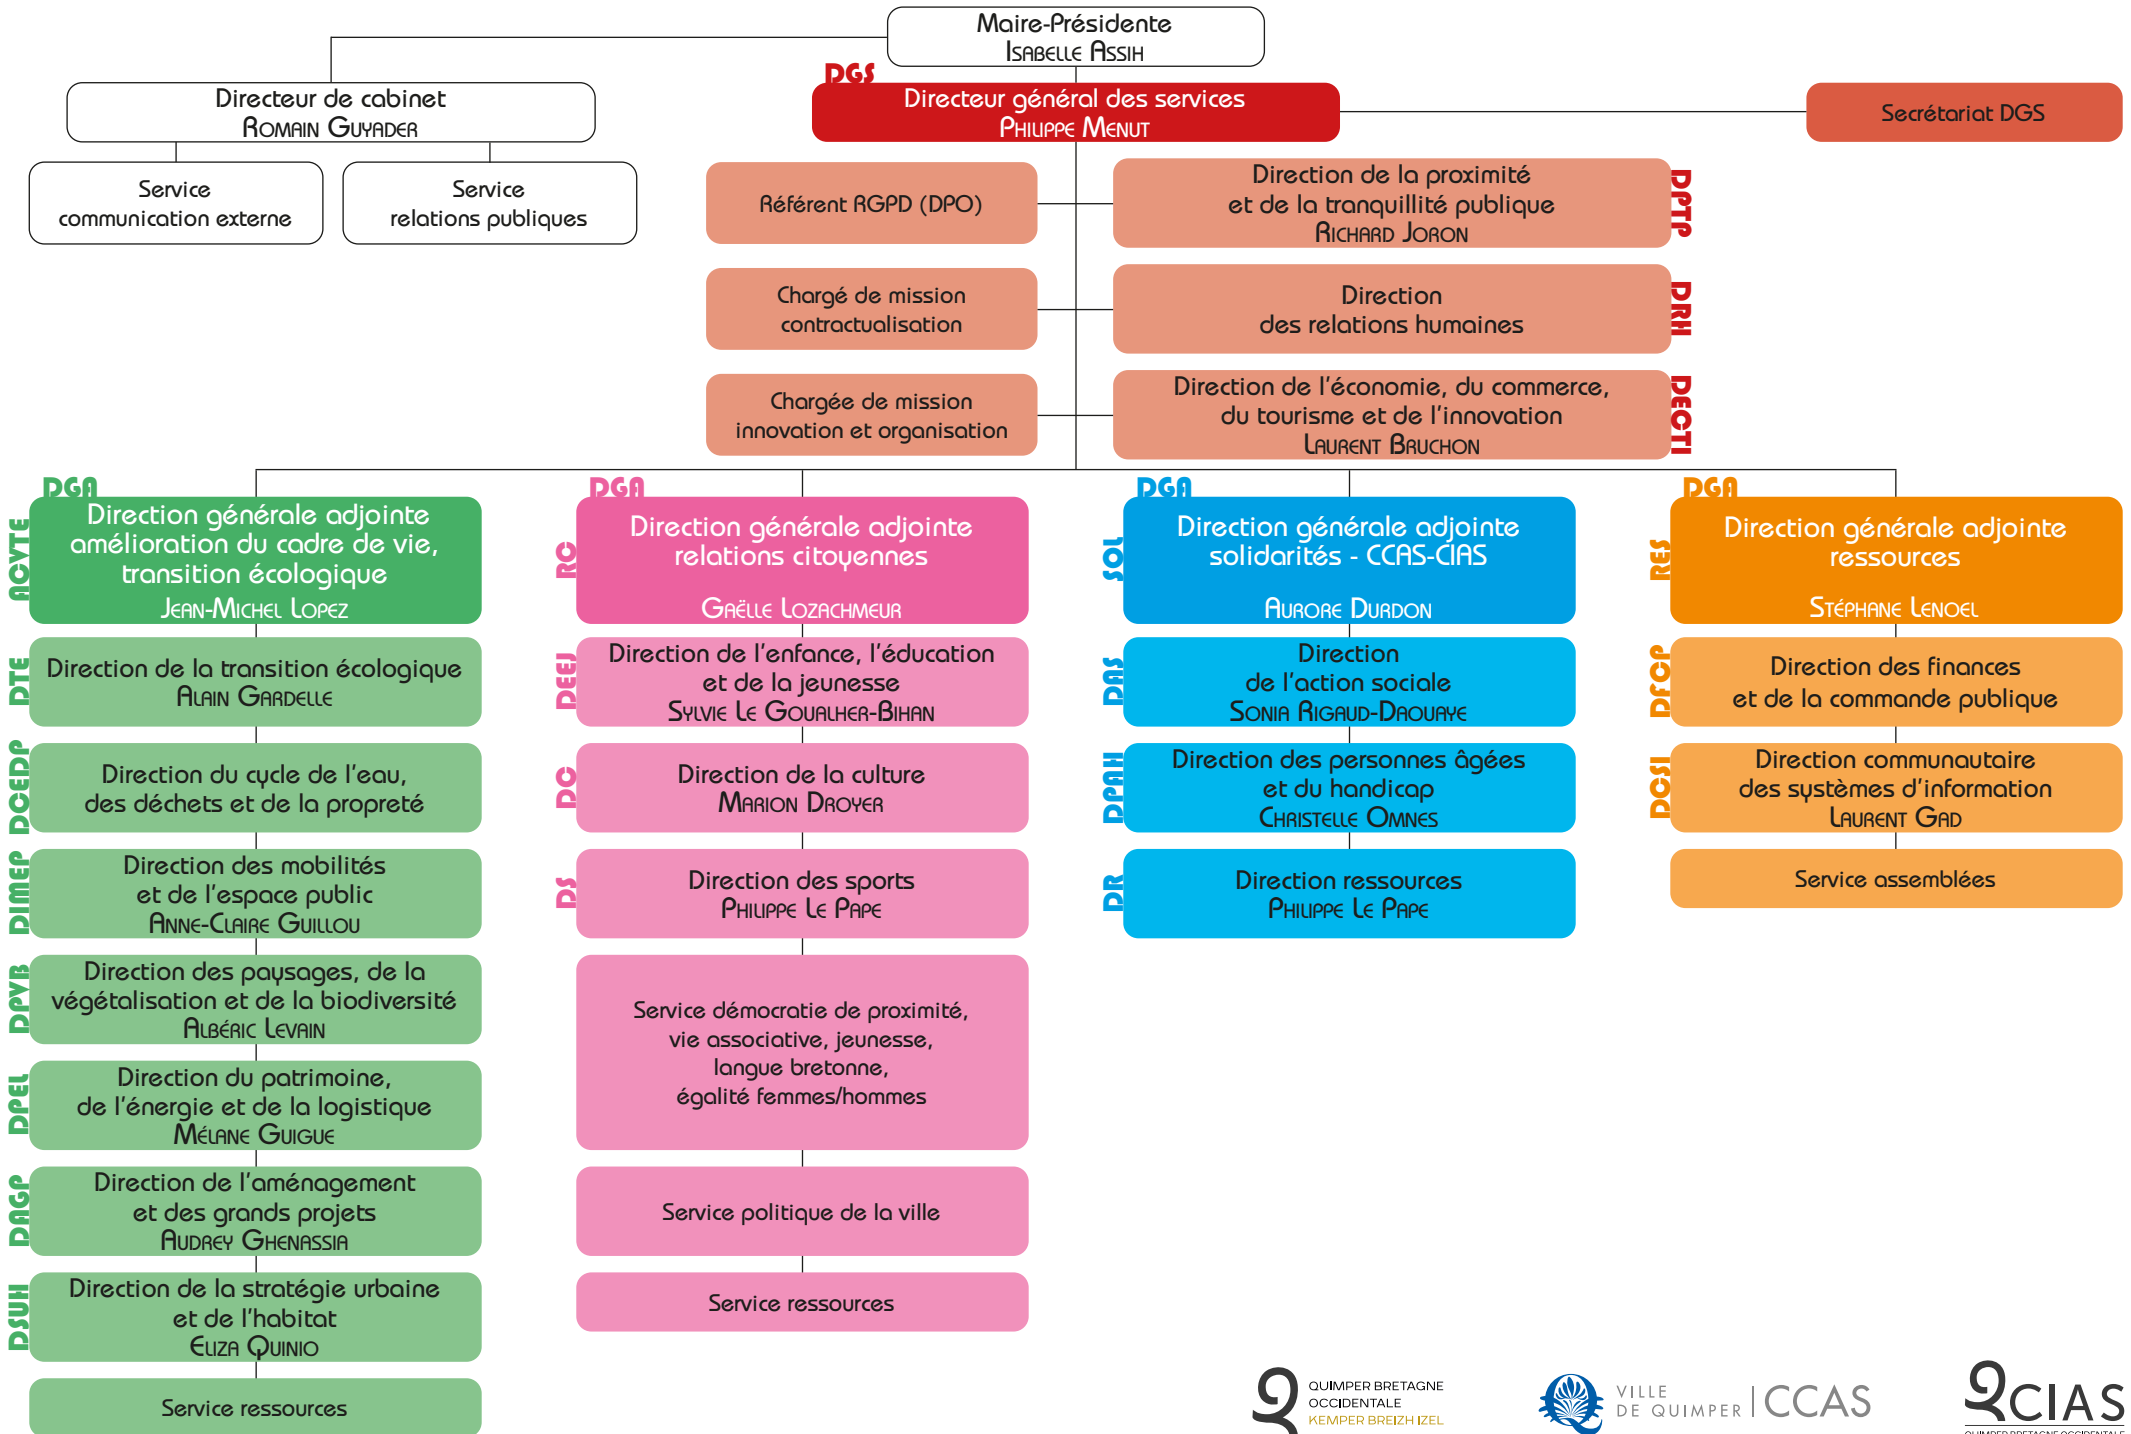 Maire-Présidente
Isabelle Assih
Directeur de cabinet
Romain Guyader
DGS
Directeur général des services
Philippe Menut
Secrétariat DGS
Service
communication externe
Service
relations publiques
Référent RGPD (DPO)
Direction de la proximité
et de la tranquillité publique
Richard Joron
DPTP
Chargé de mission
contractualisation
Direction
des relations humaines
DRH
Chargée de mission
innovation et organisation
Direction de l'économie, du commerce,
du tourisme et de l'innovation
Laurent Bruchon
DECTI
DGA
ACVTE
Direction générale adjointe
amélioration du cadre de vie,
transition écologique
Jean-Michel Lopez
DTE
Direction de la transition écologique
Alain Gardelle
DCEDP
Direction du cycle de l'eau,
des déchets et de la propreté
DIMEP
Direction des mobilités
et de l'espace public
Anne-Claire Guillou
DPVB
Direction des paysages, de la
végétalisation et de la biodiversité
Albéric Levain
DPEL
Direction du patrimoine,
de l'énergie et de la logistique
Mélane Guigue
DAGP
Direction de l'aménagement
et des grands projets
Audrey Ghenassia
DSUH
Direction de la stratégie urbaine
et de l'habitat
Eliza Quinio
Service ressources
DGA
RC
Direction générale adjointe
relations citoyennes
Gaëlle Lozachmeur
DEEJ
Direction de l'enfance, l'éducation
et de la jeunesse
Sylvie Le Goualher-Bihan
DC
Direction de la culture
Marion Droyer
DS
Direction des sports
Philippe Le Pape
Service démocratie de proximité,
vie associative, jeunesse,
langue bretonne,
égalité femmes/hommes
Service politique de la ville
Service ressources
DGA
SOL
Direction générale adjointe
solidarités - CCAS-CIAS
Aurore Durdon
DAS
Direction
de l'action sociale
Sonia Rigaud-Daouaye
DPAH
Direction des personnes âgées
et du handicap
Christelle Omnes
DR
Direction ressources
Philippe Le Pape
DGA
RES
Direction générale adjointe
ressources
Stéphane Lenoel
DFCP
Direction des finances
et de la commande publique
DCSI
Direction communautaire
des systèmes d'information
Laurent Gad
Service assemblées
QUIMPER BRETAGNE
OCCIDENTALE
KEMPER BREIZH IZEL
VILLE
DE QUIMPER
CCAS
CIAS
QUIMPER BRETAGNE OCCIDENTALE